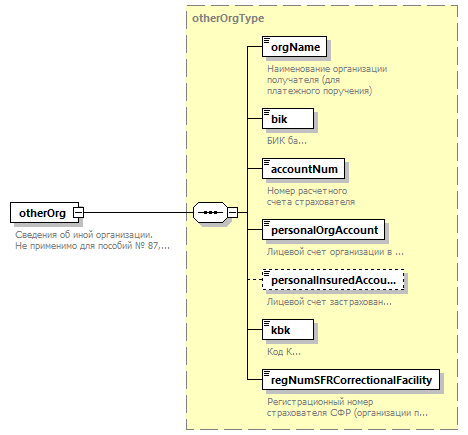 otherOrgType
orgName
Наименование организации
получателя (для
платежного поручения)
bik
БИК ба...
accountNum
Номер расчетного
счета страхователя
otherOrg
Сведения об иной организации.
Не применимо для пособий № 87,...
personalOrgAccount
Лицевой счет организации в ...
personalInsuredAccou...
Лицевой счет застрахован...
kbk
Код К...
regNumSFRCorrectionalFacility
Регистрационный номер
страхователя СФР (организации п...